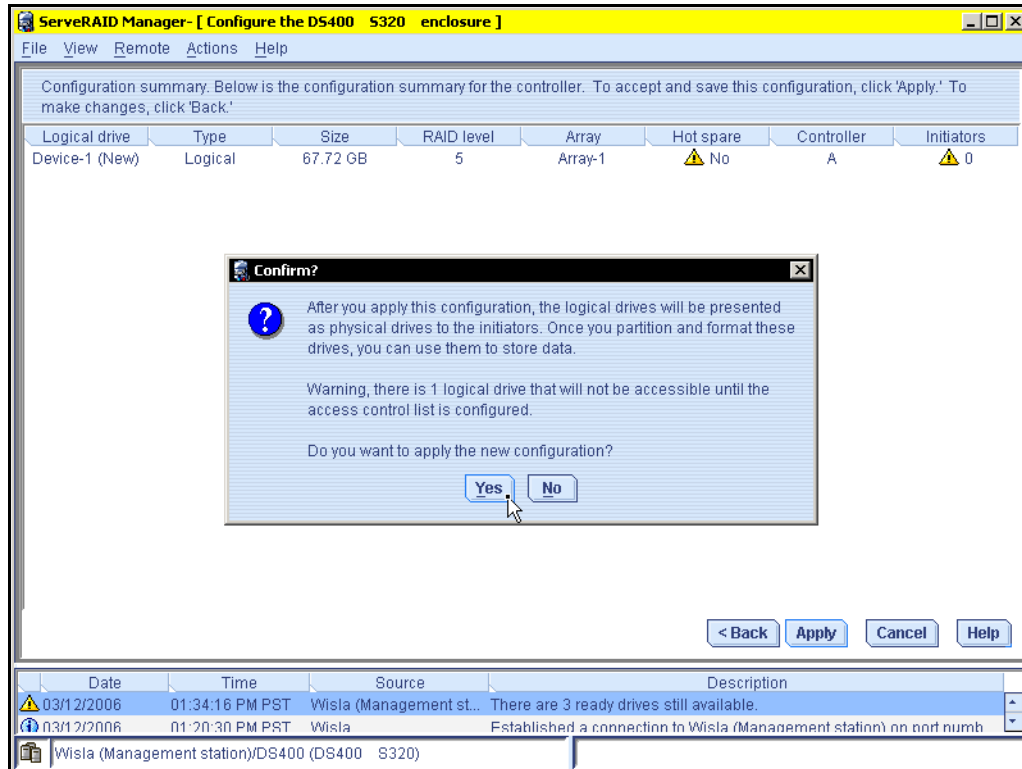 ServeRAID Manager- [ Configure the DS400 S320 enclosure ]
File View Remote Actions Help
Configuration summary. Below is the configuration summary for the controller. To accept and save this configuration, click 'Apply.' To
make changes, click 'Back.'
Logical drive Type Size RAID level Array Hot spare Controller Initiators
Device-1 (New) Logical 67.72 GB 5 Array-1 No A 0
Confirm?
After you apply this configuration, the logical drives will be presented
as physical drives to the initiators. Once you partition and format these
drives, you can use them to store data.
Warning, there is 1 logical drive that will not be accessible until the
access control list is configured.
Do you want to apply the new configuration?
Yes No
< Back Apply Cancel Help
Date Time Source Description
03/12/2006 01:34:16 PM PST Wisla (Management st... There are 3 ready drives still available.
03/12/2006 01:20:30 PM PST Wisla Established a connection to Wisla (Management station) on port numb
Wisla (Management station)/DS400 (DS400 S320)